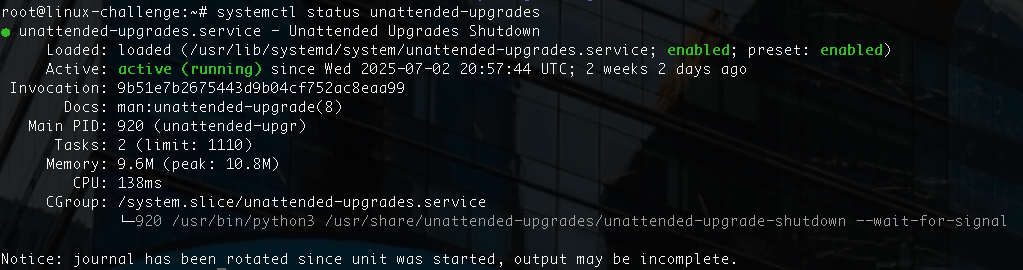 root@linux-challenge:~# systemctl status unattended-upgrades
● unattended-upgrades.service - Unattended Upgrades Shutdown
Loaded: loaded (/usr/lib/systemd/system/unattended-upgrades.service; enabled; preset: enabled)
Active: active (running) since Wed 2025-07-02 20:57:44 UTC; 2 weeks 2 days ago
Invocation: 9b51e7b2675443d9b04cf752ac8eaa99
Docs: man:unattended-upgrade(8)
Main PID: 920 (unattended-upgr)
Tasks: 2 (limit: 1110)
Memory: 9.6M (peak: 10.8M)
CPU: 138ms
CGroup: /system.slice/unattended-upgrades.service
└─920 /usr/bin/python3 /usr/share/unattended-upgrades/unattended-upgrade-shutdown --wait-for-signal
Notice: journal has been rotated since unit was started, output may be incomplete.